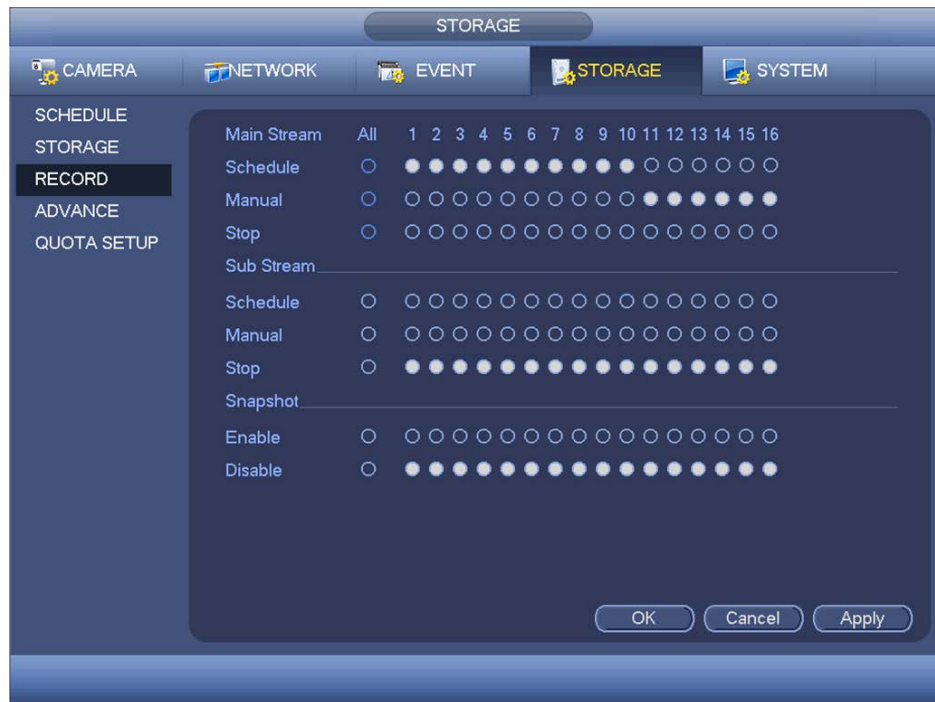 STORAGE
CAMERA NETWORK EVENT STORAGE SYSTEM
SCHEDULE
STORAGE
RECORD
ADVANCE
QUOTA SETUP
Main Stream All 1 2 3 4 5 6 7 8 9 10 11 12 13 14 15 16
Schedule
Manual
Stop
Sub Stream
Schedule
Manual
Stop
Snapshot
Enable
Disable
OK Cancel Apply